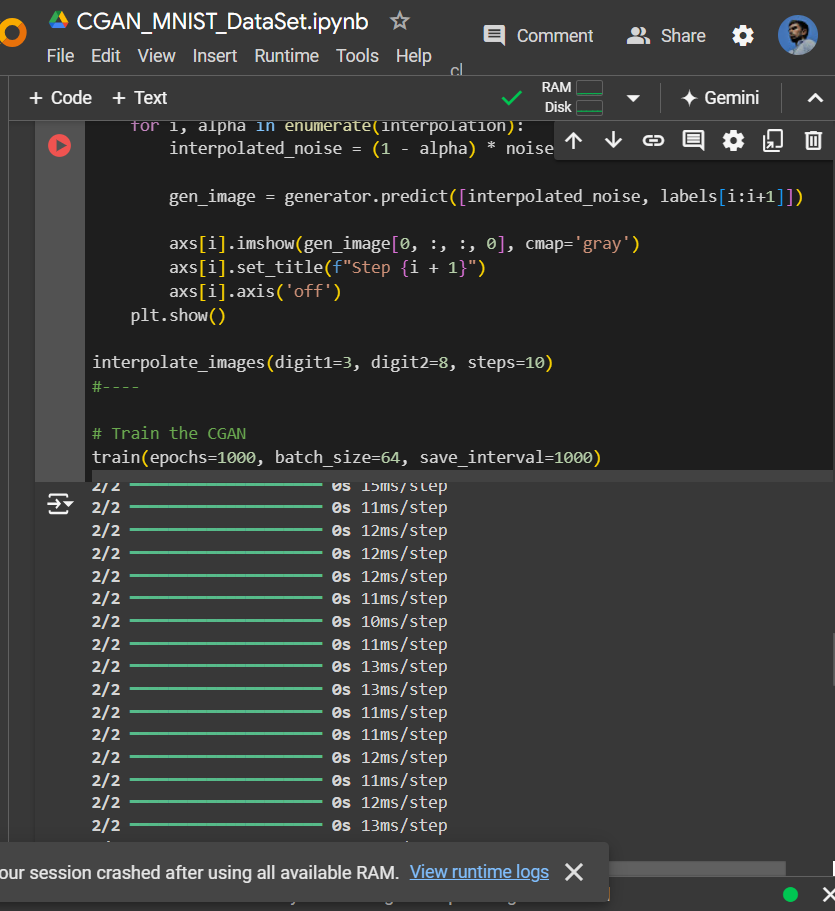 CGAN_MNIST_DataSet.ipynb
Comment
Share
File Edit View Insert Runtime Tools Help
cl
+ Code + Text
RAM
Disk
Gemini
for i, alpha in enumerate(interpolation):
interpolated_noise = (1 - alpha) * noise
gen_image = generator.predict([interpolated_noise, labels[i:i+1]])
axs[i].imshow(gen_image[0, :, :, 0], cmap='gray')
axs[i].set_title(f"Step {i + 1}")
axs[i].axis('off')
plt.show()
interpolate_images(digit1=3, digit2=8, steps=10)
#----
# Train the CGAN
train(epochs=1000, batch_size=64, save_interval=1000)
2/2 0s 15ms/step
2/2 0s 11ms/step
2/2 0s 12ms/step
2/2 0s 12ms/step
2/2 0s 12ms/step
2/2 0s 11ms/step
2/2 0s 10ms/step
2/2 0s 11ms/step
2/2 0s 13ms/step
2/2 0s 13ms/step
2/2 0s 11ms/step
2/2 0s 11ms/step
2/2 0s 12ms/step
2/2 0s 11ms/step
2/2 0s 12ms/step
2/2 0s 13ms/step
our session crashed after using all available RAM. View runtime logs